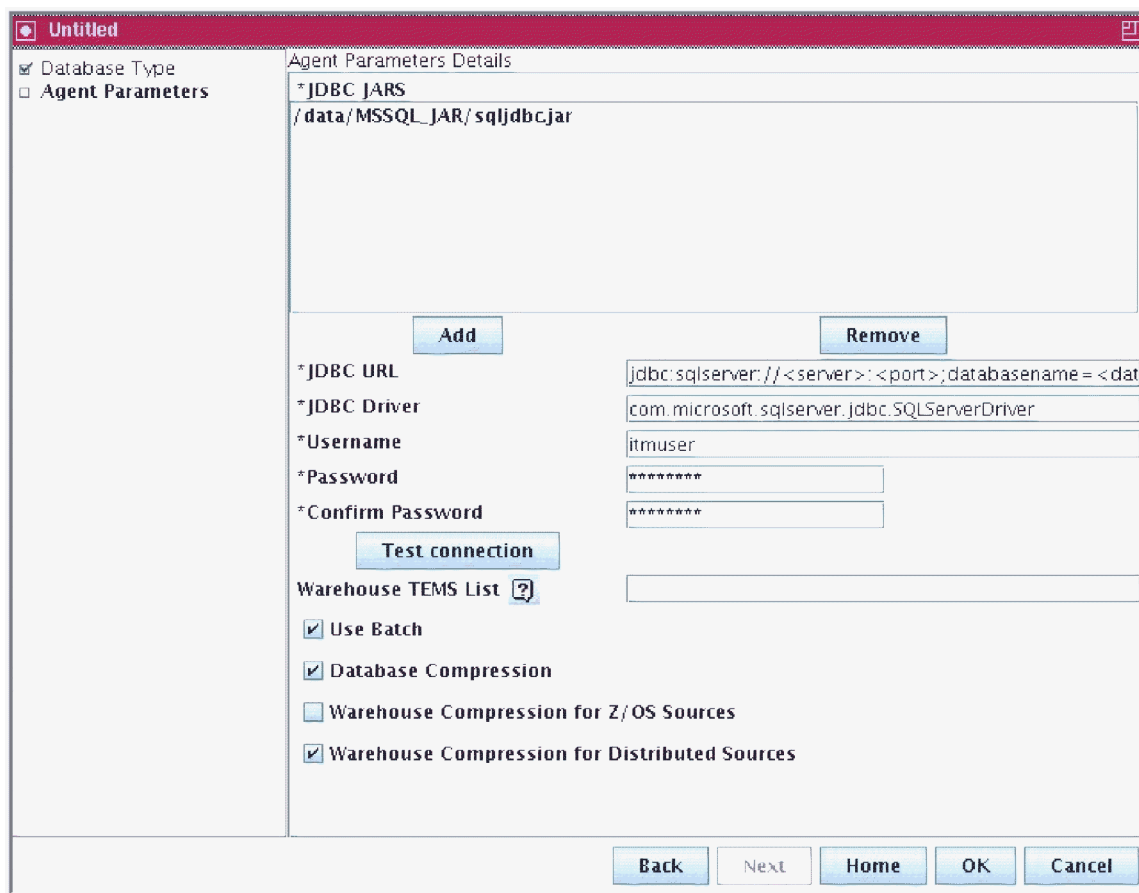 Untitled
Database Type
Agent Parameters
Agent Parameters Details
*JDBC JARS
/data/MSSQL_JAR/sqljdbc.jar
Add Remove
*JDBC URL jdbc:sqlserver://<server>:<port>;databasename=<dat
*JDBC Driver com.microsoft.sqlserver.jdbc.SQLServerDriver
*Username itmuser
*Password ********
*Confirm Password ********
Test connection
Warehouse TEMS List ?
Use Batch
Database Compression
Warehouse Compression for Z/OS Sources
Warehouse Compression for Distributed Sources
Back Next Home OK Cancel